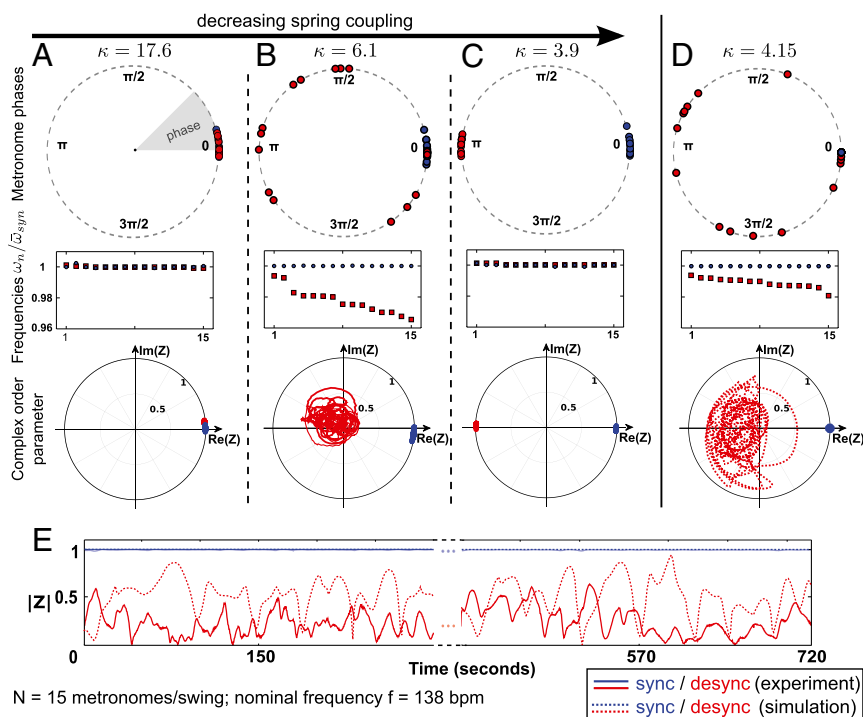 decreasing spring coupling
A κ = 17.6
B κ = 6.1
C κ = 3.9
D κ = 4.15
Metronome phases
π/2
π
phase
0
3π/2
π/2
π
0
3π/2
π/2
π
0
3π/2
π/2
π
0
3π/2
Frequencies ωn/ω̄syn
1
0.98
0.96
1 15
1 15
1 15
1 15
Complex order
parameter
Im(Z)
1
0.5
Re(Z)
Im(Z)
1
0.5
Re(Z)
Im(Z)
1
0.5
Re(Z)
Im(Z)
1
0.5
Re(Z)
E
|Z|
1
0.5
...
...
0 150 570 720
Time (seconds)
N = 15 metronomes/swing; nominal frequency f = 138 bpm
sync / desync (experiment)
sync / desync (simulation)